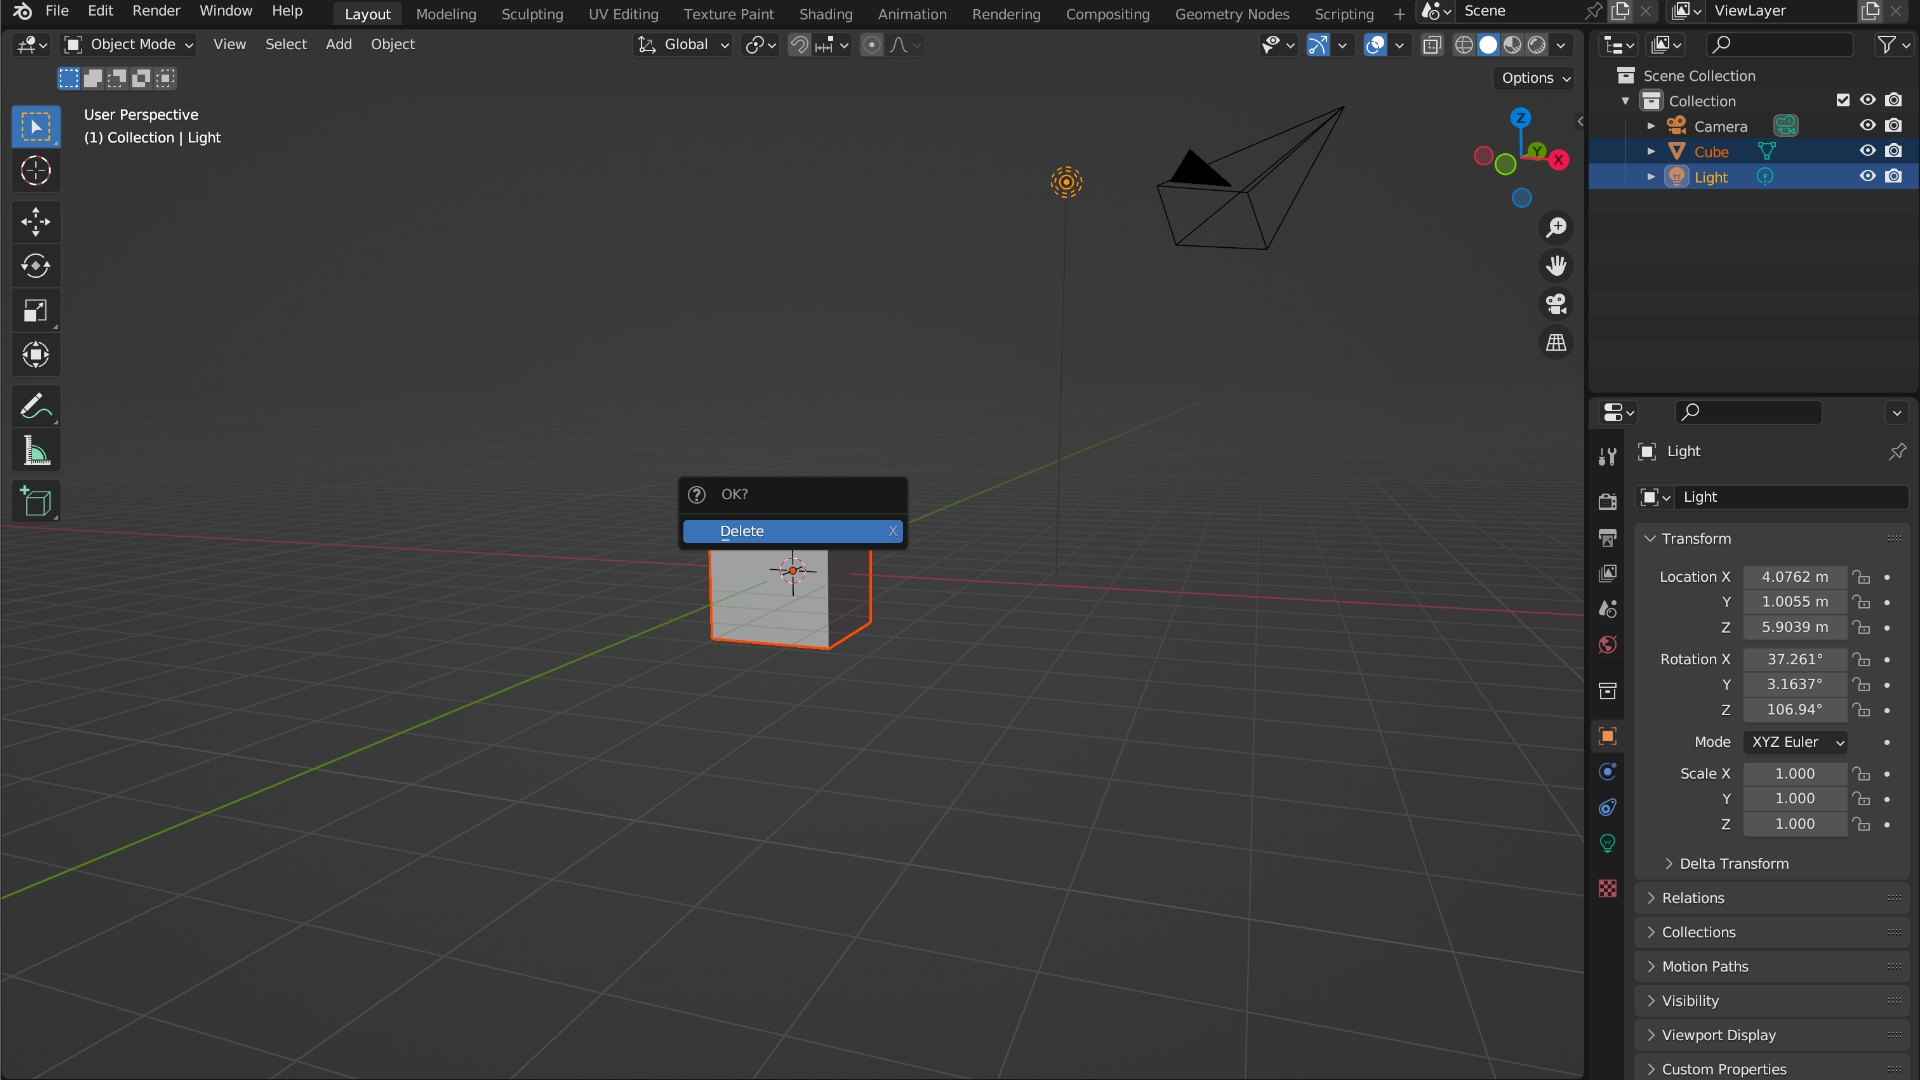 File Edit Render Window Help Layout Modeling Sculpting UV Editing Texture Paint Shading Animation Rendering Compositing Geometry Nodes Scripting + Scene ViewLayer
Object Mode View Select Add Object Global
Options
User Perspective
(1) Collection | Light
Z
Y
X
OK?
Delete X
Scene Collection
Collection
Camera
Cube
Light
Light
Light
Transform
Location X 4.0762 m
Y 1.0055 m
Z 5.9039 m
Rotation X 37.261°
Y 3.1637°
Z 106.94°
Mode XYZ Euler
Scale X 1.000
Y 1.000
Z 1.000
Delta Transform
Relations
Collections
Motion Paths
Visibility
Viewport Display
Custom Properties